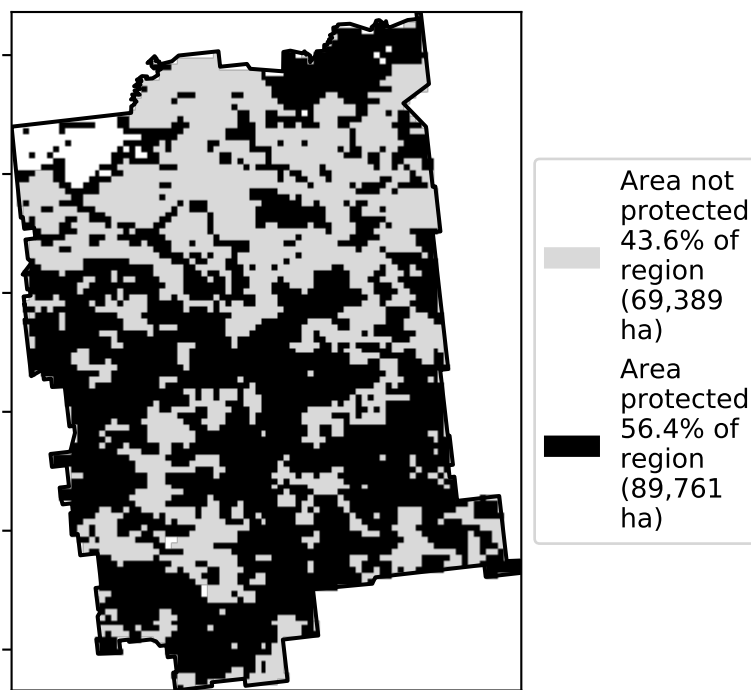 Area not
protected
43.6% of
region
(69,389
ha)
Area
protected
56.4% of
region
(89,761
ha)